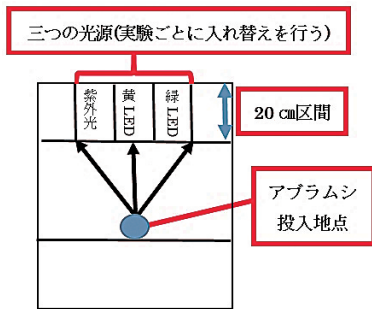 三つの光源(実験ごとに入れ替えを行う)
紫外光
黄LED
緑LED
20㎝区間
アブラムシ
投入地点